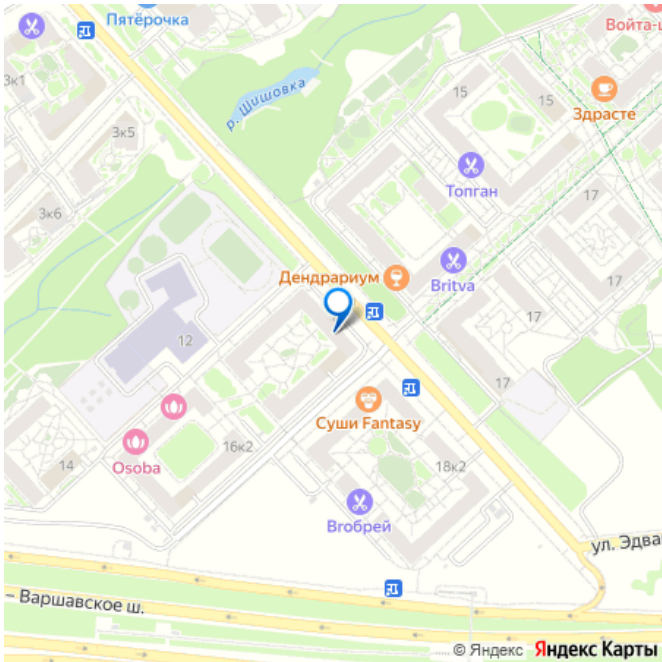 Пятёрочка
Войта-ц
3к1
р. Шишовка
15
15
Здрасте
3к5
Топган
17
3к6
Дендрариум
Britva
17
17
12
17
Суши Fantasy
16к2
Osoba
14
18к2
Вгобрей
ул. Эдва
– Варшавское ш.
© Яндекс Яндекс Карты